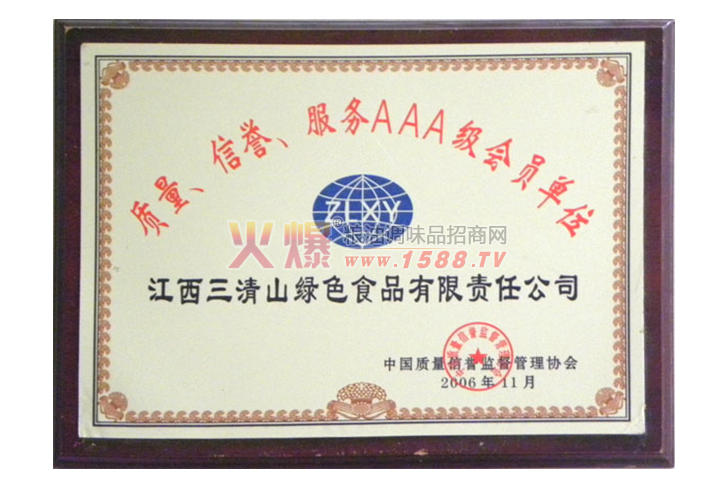 质量、信誉、服务AAA级会员单位
ZLXY
火爆®粮油调味品招商网
www.1588.TV
江西三清山绿色食品有限责任公司
中国质量信誉监督管理协会
2006年11月